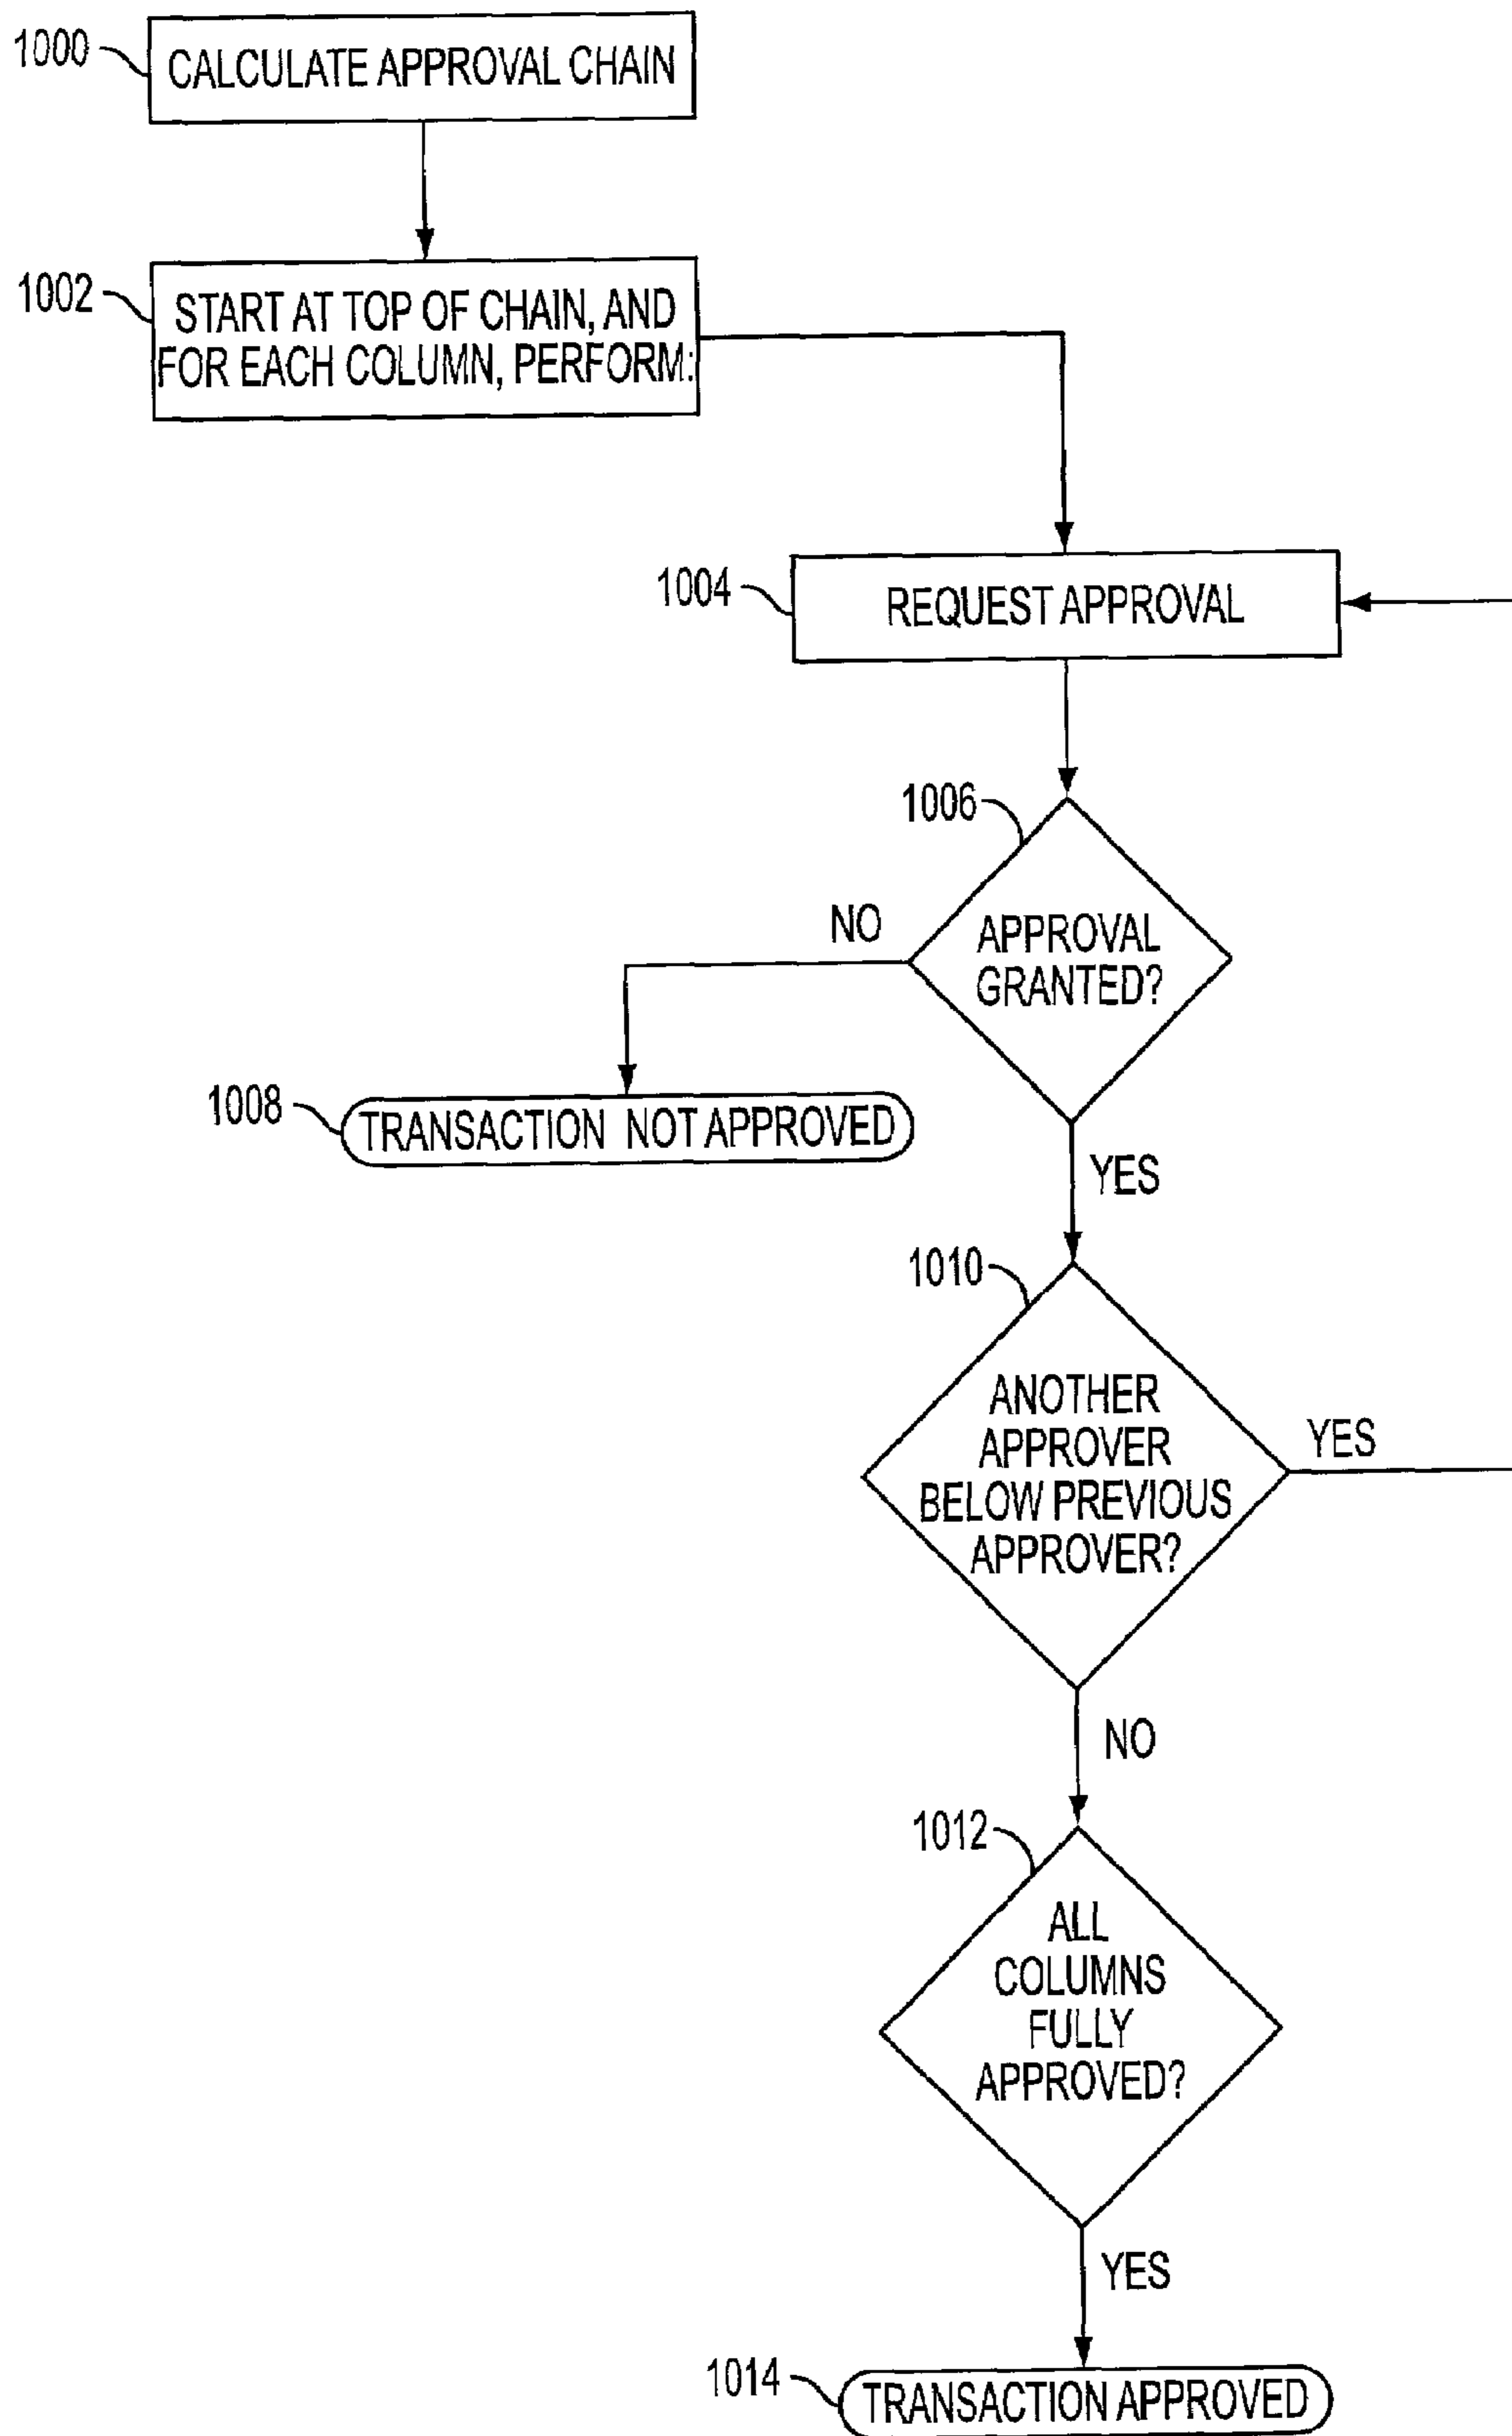 1000
CALCULATE APPROVAL CHAIN
1002
START AT TOP OF CHAIN, AND
FOR EACH COLUMN, PERFORM:
1004
REQUEST APPROVAL
1006
APPROVAL
GRANTED?
NO
1008
TRANSACTION NOT APPROVED
YES
1010
ANOTHER
APPROVER
BELOW PREVIOUS
APPROVER?
YES
NO
1012
ALL
COLUMNS
FULLY
APPROVED?
YES
1014
TRANSACTION APPROVED